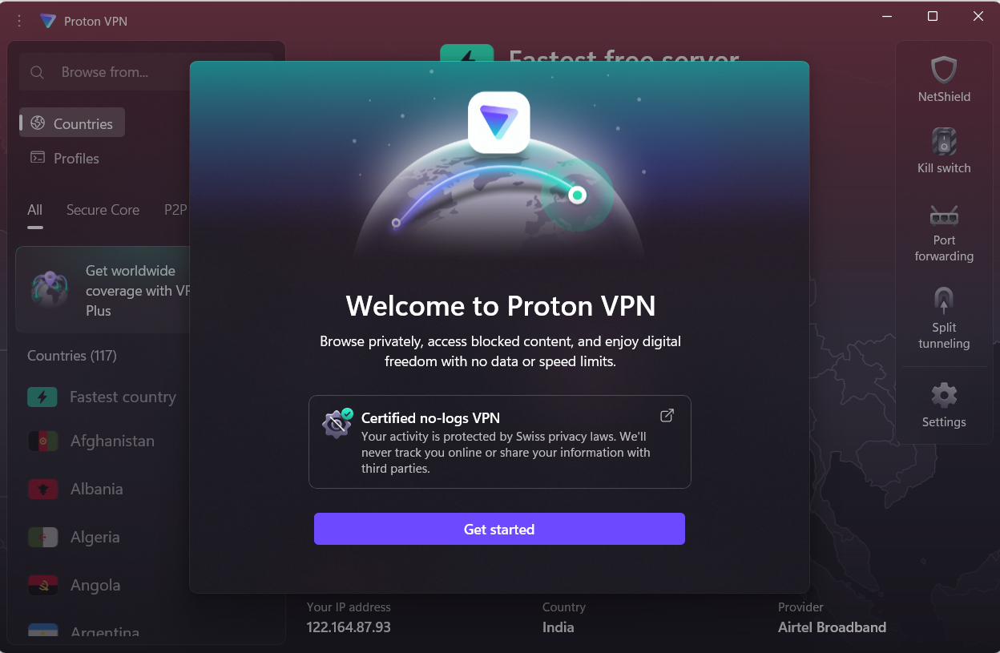 Proton VPN
Browse from...
Countries
Profiles
All
Secure Core
P2P
Get worldwide
coverage with
Plus
Countries (117)
Fastest country
Afghanistan
Albania
Algeria
Angola
Argentina
Fastest free server
Welcome to Proton VPN
Browse privately, access blocked content, and enjoy digital
freedom with no data or speed limits.
Certified no-logs VPN
Your activity is protected by Swiss privacy laws. We'll
never track you online or share your information with
third parties.
Get started
Your IP address
122.164.87.93
Country
India
Provider
Airtel Broadband
NetShield
Kill switch
Port
forwarding
Split
tunneling
Settings